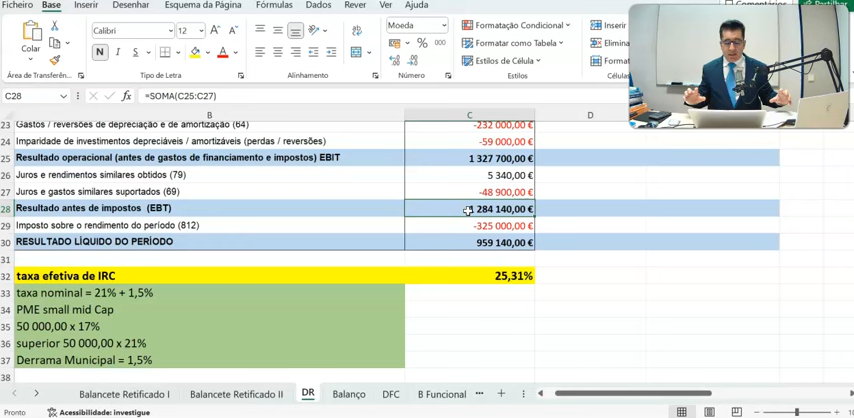 Ficheiro Base Inserir Desenhar Esquema da Página Fórmulas Dados Rever Ver Ajuda Comentários Partilhar
Colar
Calibri 12 A A
N I S
Moeda
% 000
Formatação Condicional
Formatar como Tabela
Estilos de Célula
Inserir
Elimina
Format
Área de Transferên... Tipo de Letra Alinhamento Número Estilos Células
C28 fx =SOMA(C25:C27)
B C D
23 Gastos / reversões de depreciação e de amortização (64) -232 000,00 €
24 Imparidade de investimentos depreciáveis / amortizáveis (perdas / reversões) -59 000,00 €
25 Resultado operacional (antes de gastos de financiamento e impostos) EBIT 1 327 700,00 €
26 Juros e rendimentos similares obtidos (79) 5 340,00 €
27 Juros e gastos similares suportados (69) -48 900,00 €
28 Resultado antes de impostos (EBT) 284 140,00 €
29 Imposto sobre o rendimento do período (812) -325 000,00 €
30 RESULTADO LÍQUIDO DO PERÍODO 959 140,00 €
31
32 taxa efetiva de IRC 25,31%
33 taxa nominal = 21% + 1,5%
34 PME small mid Cap
35 50 000,00 x 17%
36 superior 50 000,00 x 21%
37 Derrama Municipal = 1,5%
38
Balancete Retificado I Balancete Retificado II DR Balanço DFC B Funcional ••• +
Pronto Acessibilidade: investigue